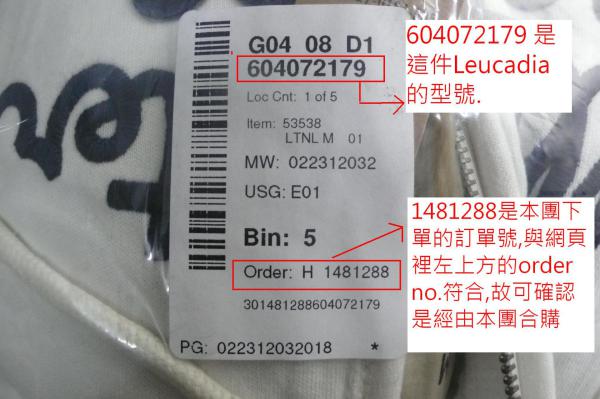 G04 08 D1
604072179
Loc Cnt: 1 of 5
Item: 53538
LTNL M 01
MW: 022312032
USG: E01
Bin: 5
Order: H 1481288
301481288604072179
PG: 022312032018 *
604072179 是
這件Leucadia
的型號.
1481288是本團下
單的訂單號,與網頁
裡左上方的order
no.符合,故可確認
是經由本團合購